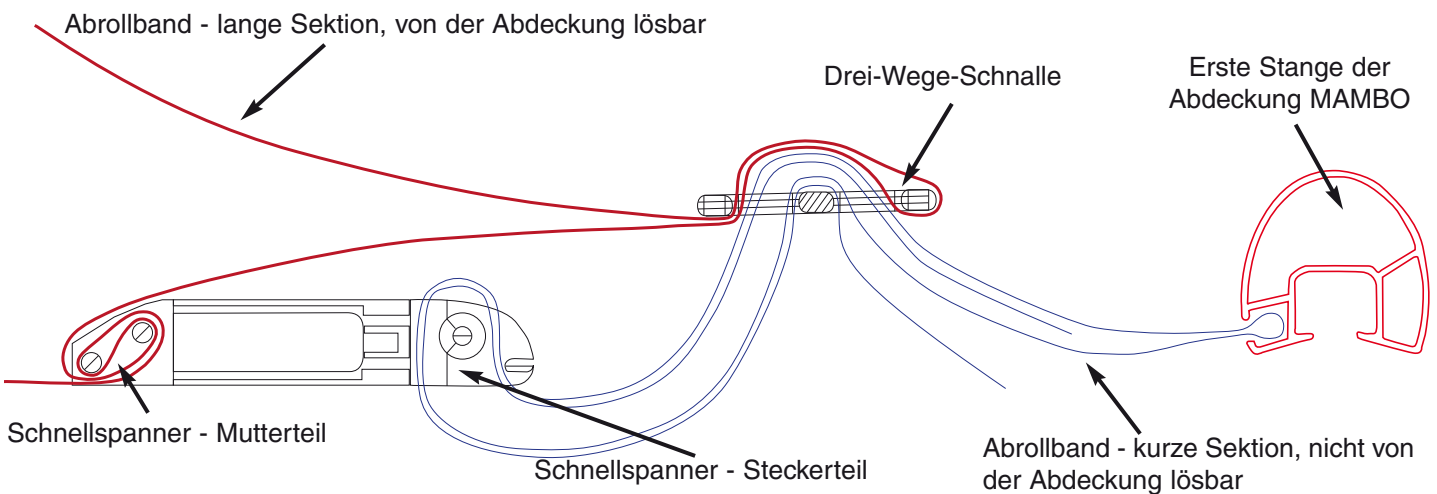 Abrollband - lange Sektion, von der Abdeckung lösbar
Drei-Wege-Schnalle
Erste Stange der
Abdeckung MAMBO
Schnellspanner - Mutterteil
Schnellspanner - Steckerteil
Abrollband - kurze Sektion, nicht von
der Abdeckung lösbar